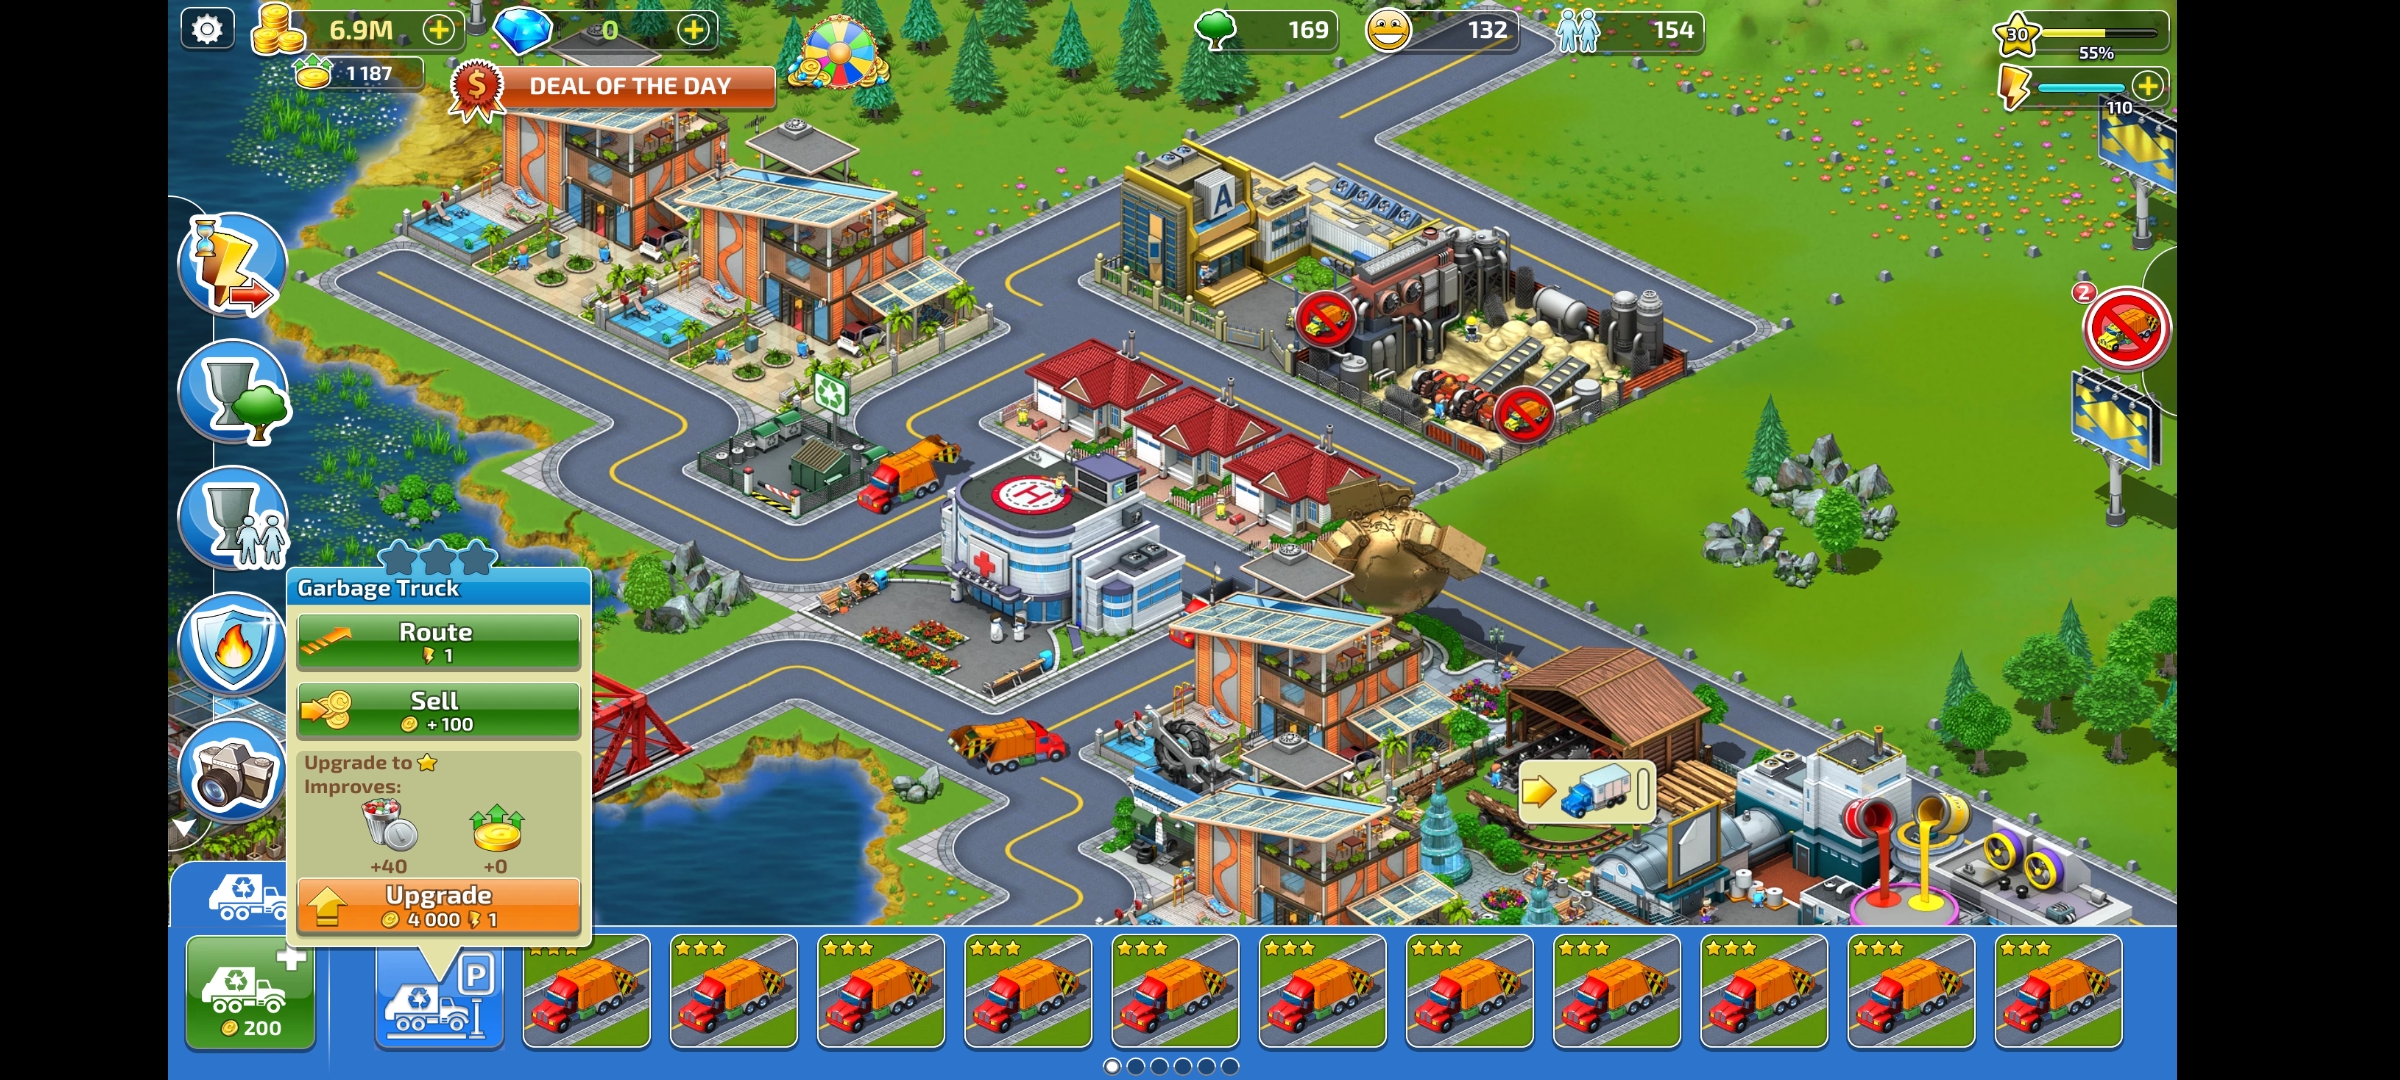 6.9M
0
169
132
154
30
55%
1 187
DEAL OF THE DAY
110
A
2
H
Garbage Truck
Route
1
Sell
+ 100
Upgrade to
Improves:
+40
+0
Upgrade
4 000 1
P
200